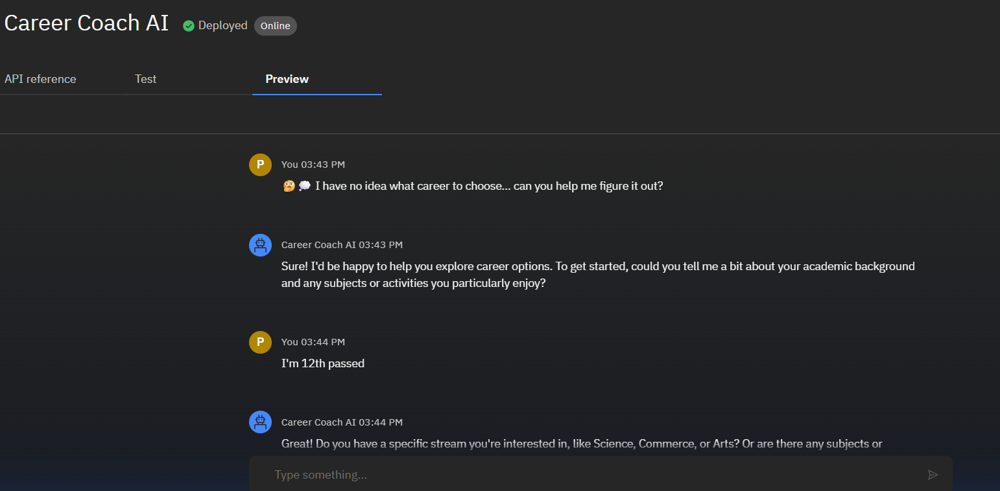 Career Coach AI Deployed Online
API reference Test Preview
P You 03:43 PM
🤔💭 I have no idea what career to choose... can you help me figure it out?
Career Coach AI 03:43 PM
Sure! I'd be happy to help you explore career options. To get started, could you tell me a bit about your academic background
and any subjects or activities you particularly enjoy?
P You 03:44 PM
I'm 12th passed
Career Coach AI 03:44 PM
Great! Do you have a specific stream you're interested in, like Science, Commerce, or Arts? Or are there any subjects or
Type something...